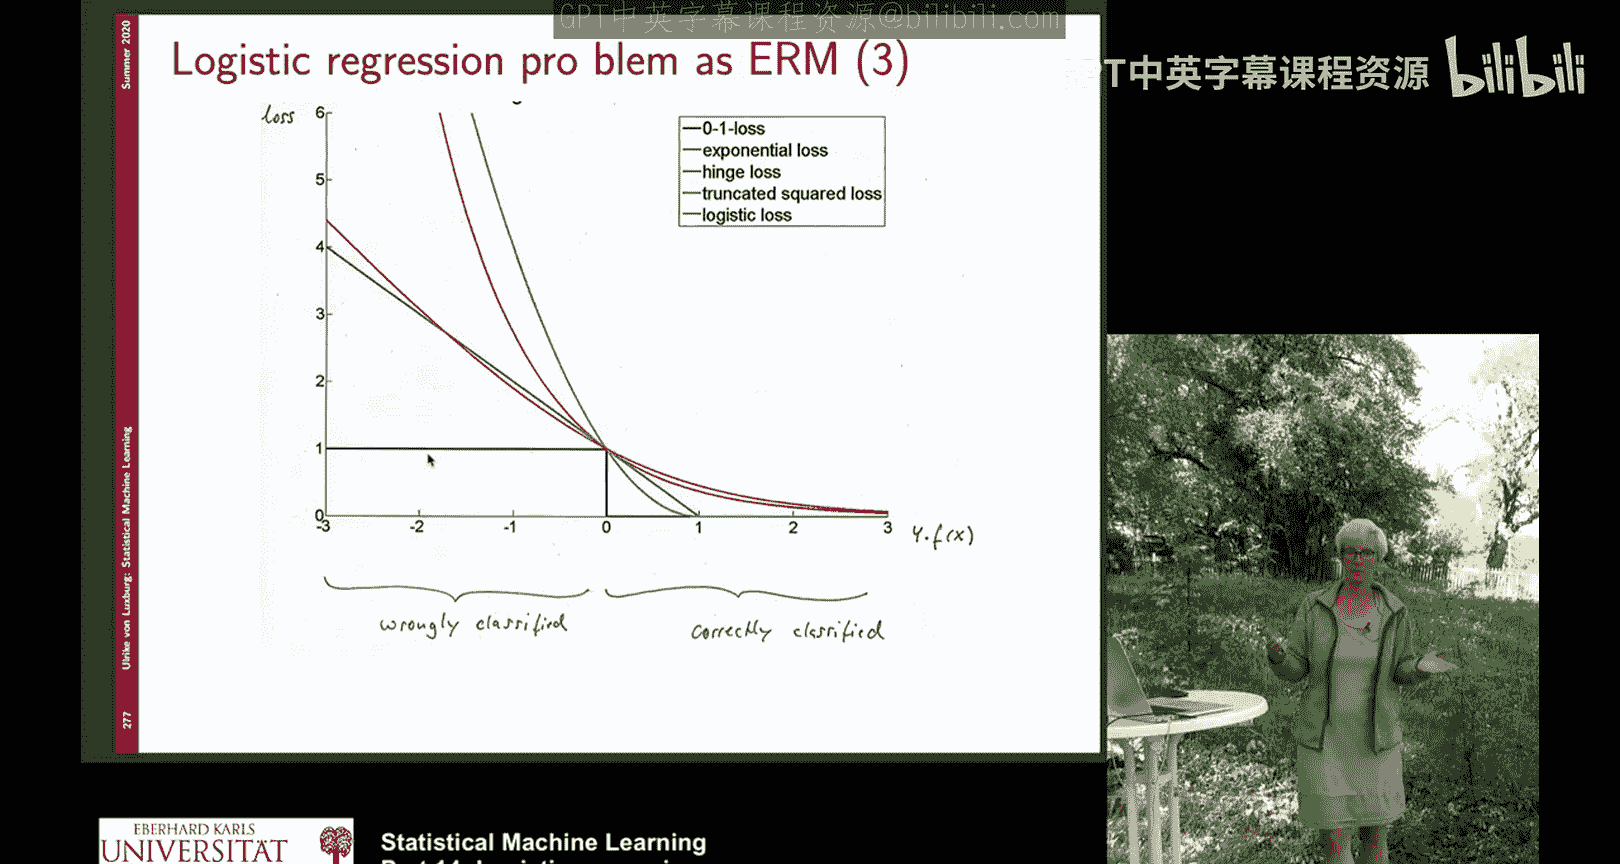 GPT中英字幕课程资源@bilibili.com
T中英字幕课程资源 bilibili
Summer 2020
Logistic regression pro blem as ERM (3)
loss
6
5
4
3
2
1
0
-3 -2 -1 0 1 2 3
Y.f(x)
0-1-loss
exponential loss
hinge loss
truncated squared loss
logistic loss
wrongly classified
correctly classified
Ulrike von Luxburg: Statistical Machine Learning
277
EBERHARD KARLS
UNIVERSITÄT
Statistical Machine Learning